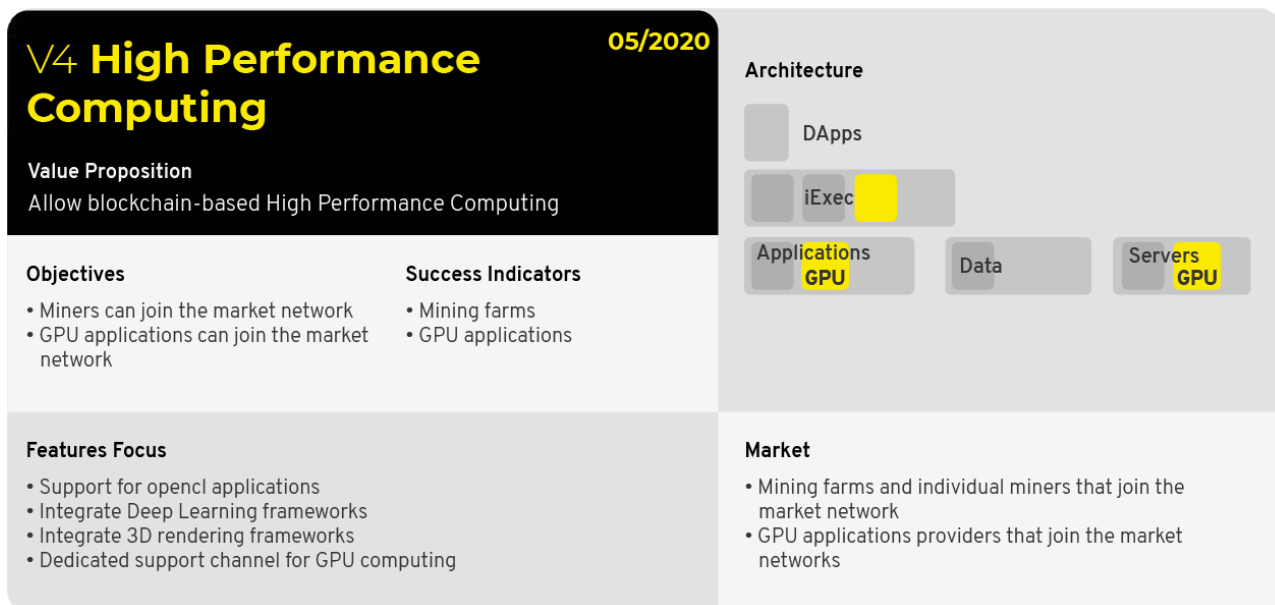 V4 High Performance
Computing
05/2020
Value Proposition
Allow blockchain-based High Performance Computing
Objectives
• Miners can join the market network
• GPU applications can join the market
network
Success Indicators
• Mining farms
• GPU applications
Features Focus
• Support for opencl applications
• Integrate Deep Learning frameworks
• Integrate 3D rendering frameworks
• Dedicated support channel for GPU computing
Architecture
DApps
iExec
Applications
GPU
Data
Servers
GPU
Market
• Mining farms and individual miners that join the
market network
• GPU applications providers that join the market
networks